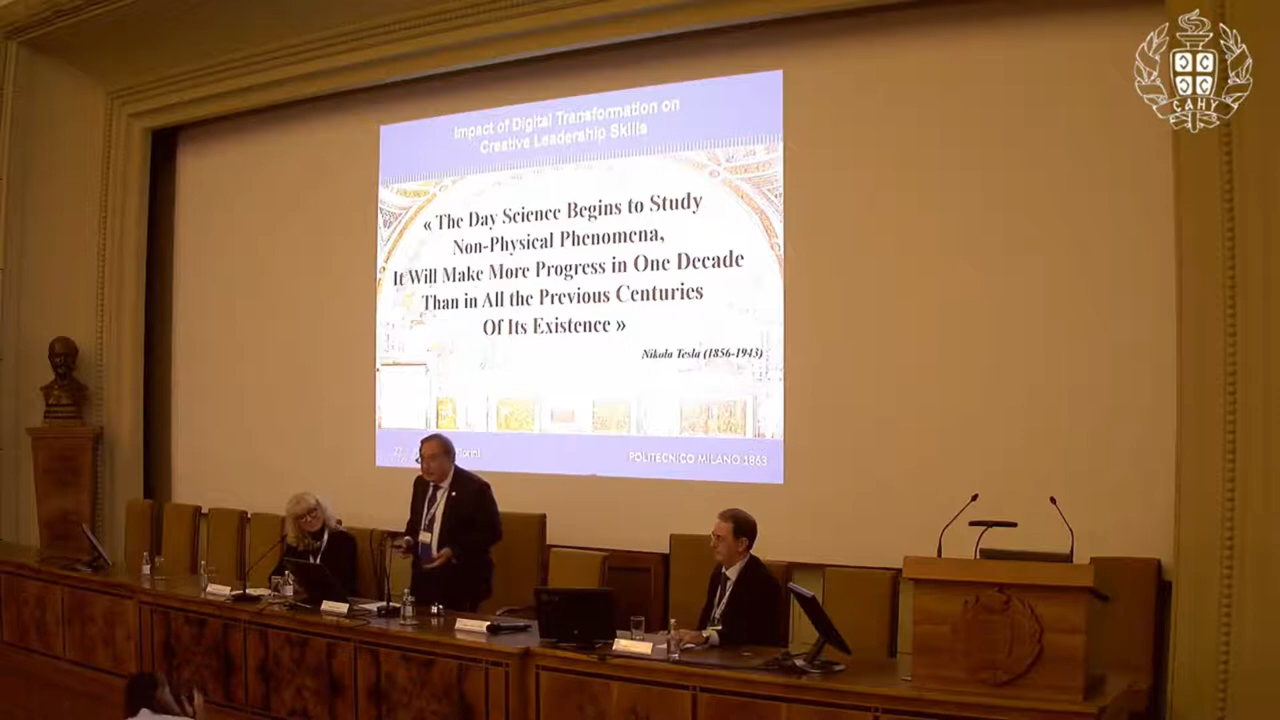 Impact of Digital Transformation on
Creative Leadership Skills
« The Day Science Begins to Study
Non-Physical Phenomena,
It Will Make More Progress in One Decade
Than in All the Previous Centuries
Of Its Existence »
Nikola Tesla (1856-1943)
POLITECNICO MILANO 1863
САНУ